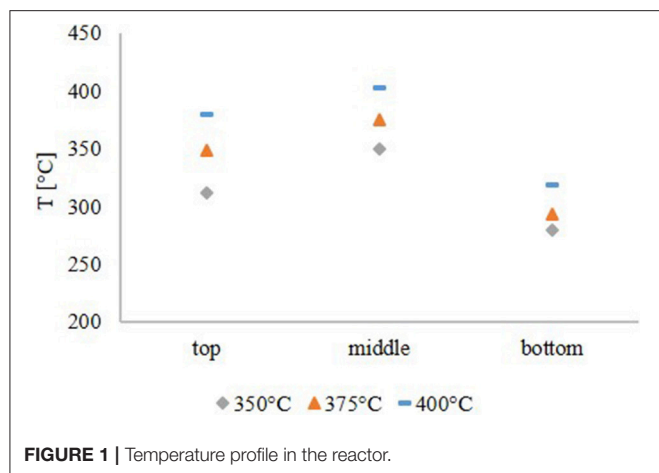 450
400
350
300
250
200
T [°C]
top middle bottom
350°C 375°C 400°C
FIGURE 1 | Temperature profile in the reactor.